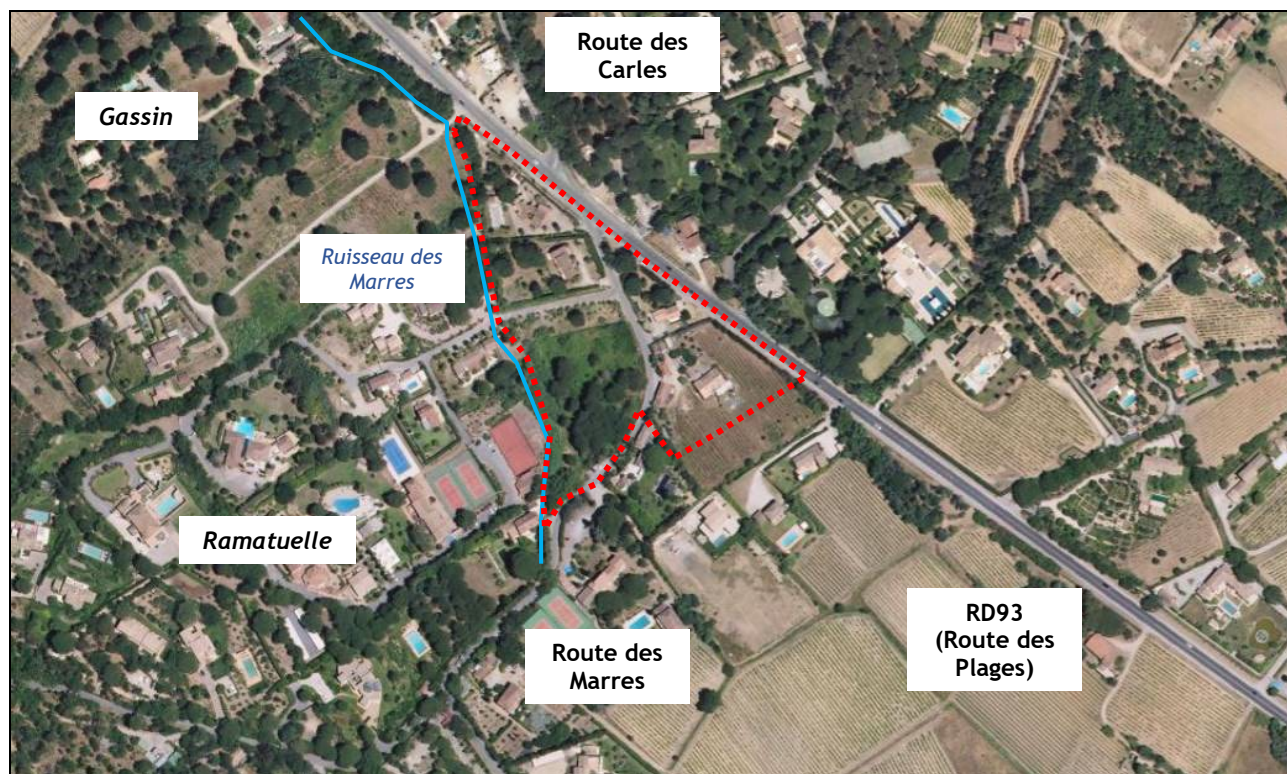 Route des
Carles
Gassin
Ruisseau des
Marres
Ramatuelle
RD93
(Route des
Plages)
Route des
Marres